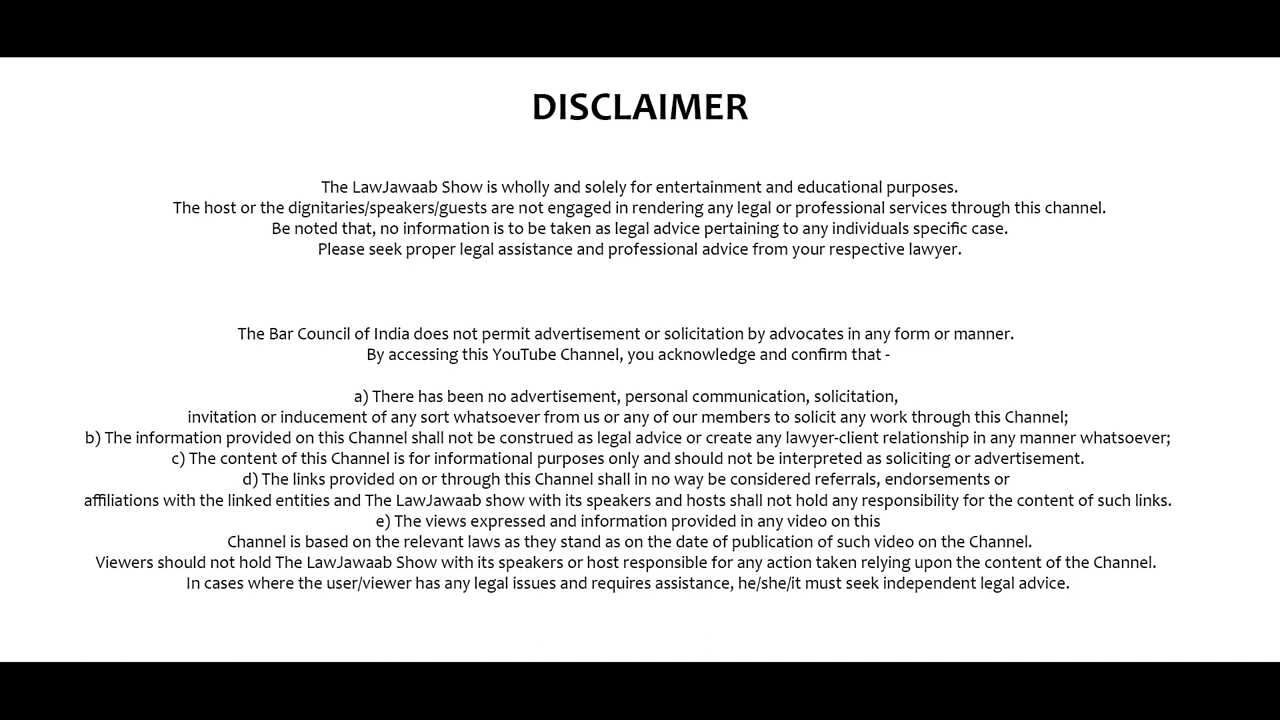 DISCLAIMER
The LawJawaab Show is wholly and solely for entertainment and educational purposes.
The host or the dignitaries/speakers/guests are not engaged in rendering any legal or professional services through this channel.
Be noted that, no information is to be taken as legal advice pertaining to any individuals specific case.
Please seek proper legal assistance and professional advice from your respective lawyer.
The Bar Council of India does not permit advertisement or solicitation by advocates in any form or manner.
By accessing this YouTube Channel, you acknowledge and confirm that -
a) There has been no advertisement, personal communication, solicitation,
invitation or inducement of any sort whatsoever from us or any of our members to solicit any work through this Channel;
b) The information provided on this Channel shall not be construed as legal advice or create any lawyer-client relationship in any manner whatsoever;
c) The content of this Channel is for informational purposes only and should not be interpreted as soliciting or advertisement.
d) The links provided on or through this Channel shall in no way be considered referrals, endorsements or
affiliations with the linked entities and The LawJawaab show with its speakers and hosts shall not hold any responsibility for the content of such links.
e) The views expressed and information provided in any video on this
Channel is based on the relevant laws as they stand as on the date of publication of such video on the Channel.
Viewers should not hold The LawJawaab Show with its speakers or host responsible for any action taken relying upon the content of the Channel.
In cases where the user/viewer has any legal issues and requires assistance, he/she/it must seek independent legal advice.